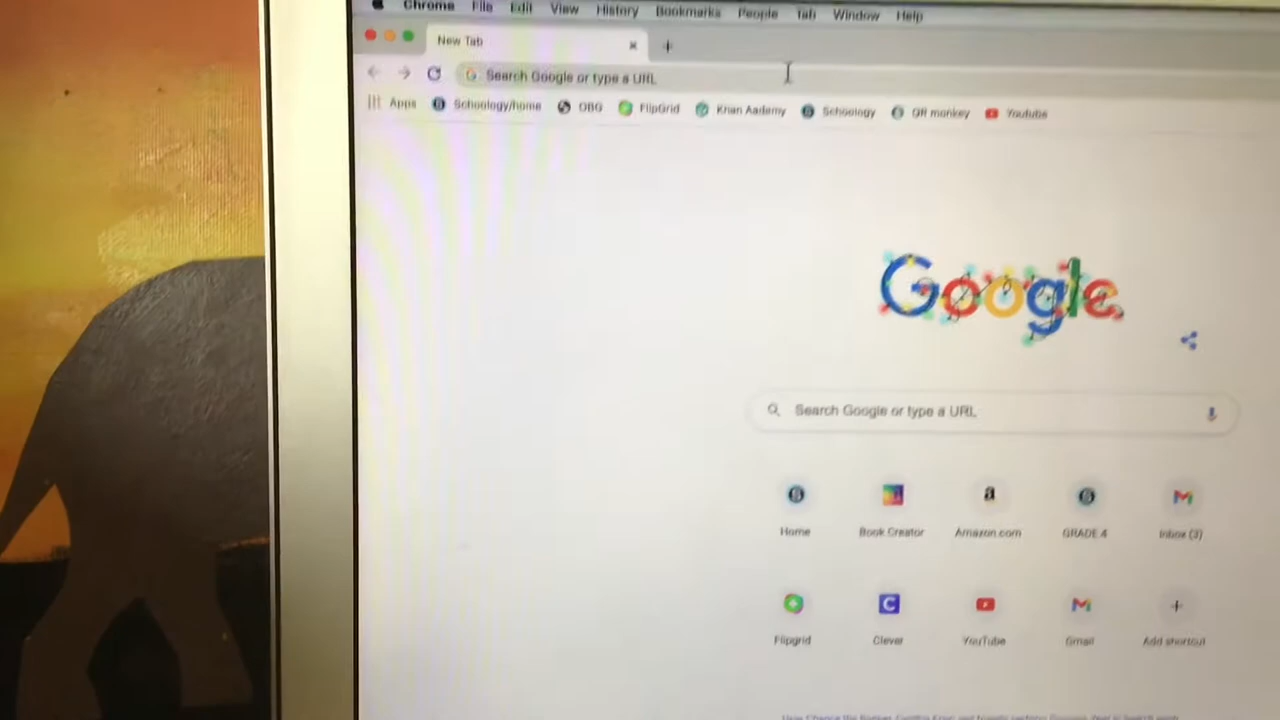 Chrome File Edit View History Bookmarks People Tab Window Help
New Tab
Search Google or type a URL
Apps Schoology/home OBG FlipGrid Khan Aademy Schoology QR monkey Youtube
Google
Search Google or type a URL
Home Book Creator Amazon.com GRADE 4 Inbox (3)
Flipgrid Clever YouTube Gmail Add shortcut